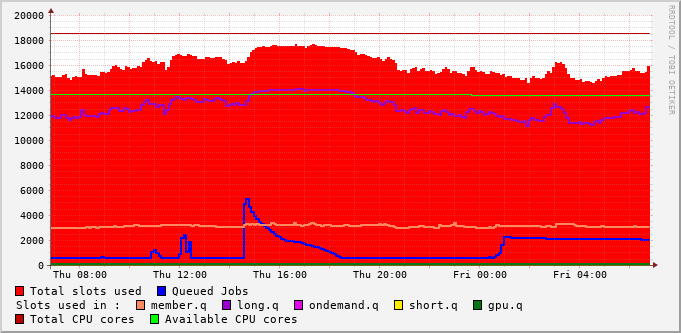 20000
18000
16000
14000
12000
10000
8000
6000
4000
2000
0
Thu 08:00 Thu 12:00 Thu 16:00 Thu 20:00 Fri 00:00 Fri 04:00
RRDTOOL / TOBI OETIKER
Total slots used Queued Jobs
Slots used in : member.q long.q ondemand.q short.q gpu.q
Total CPU cores Available CPU cores